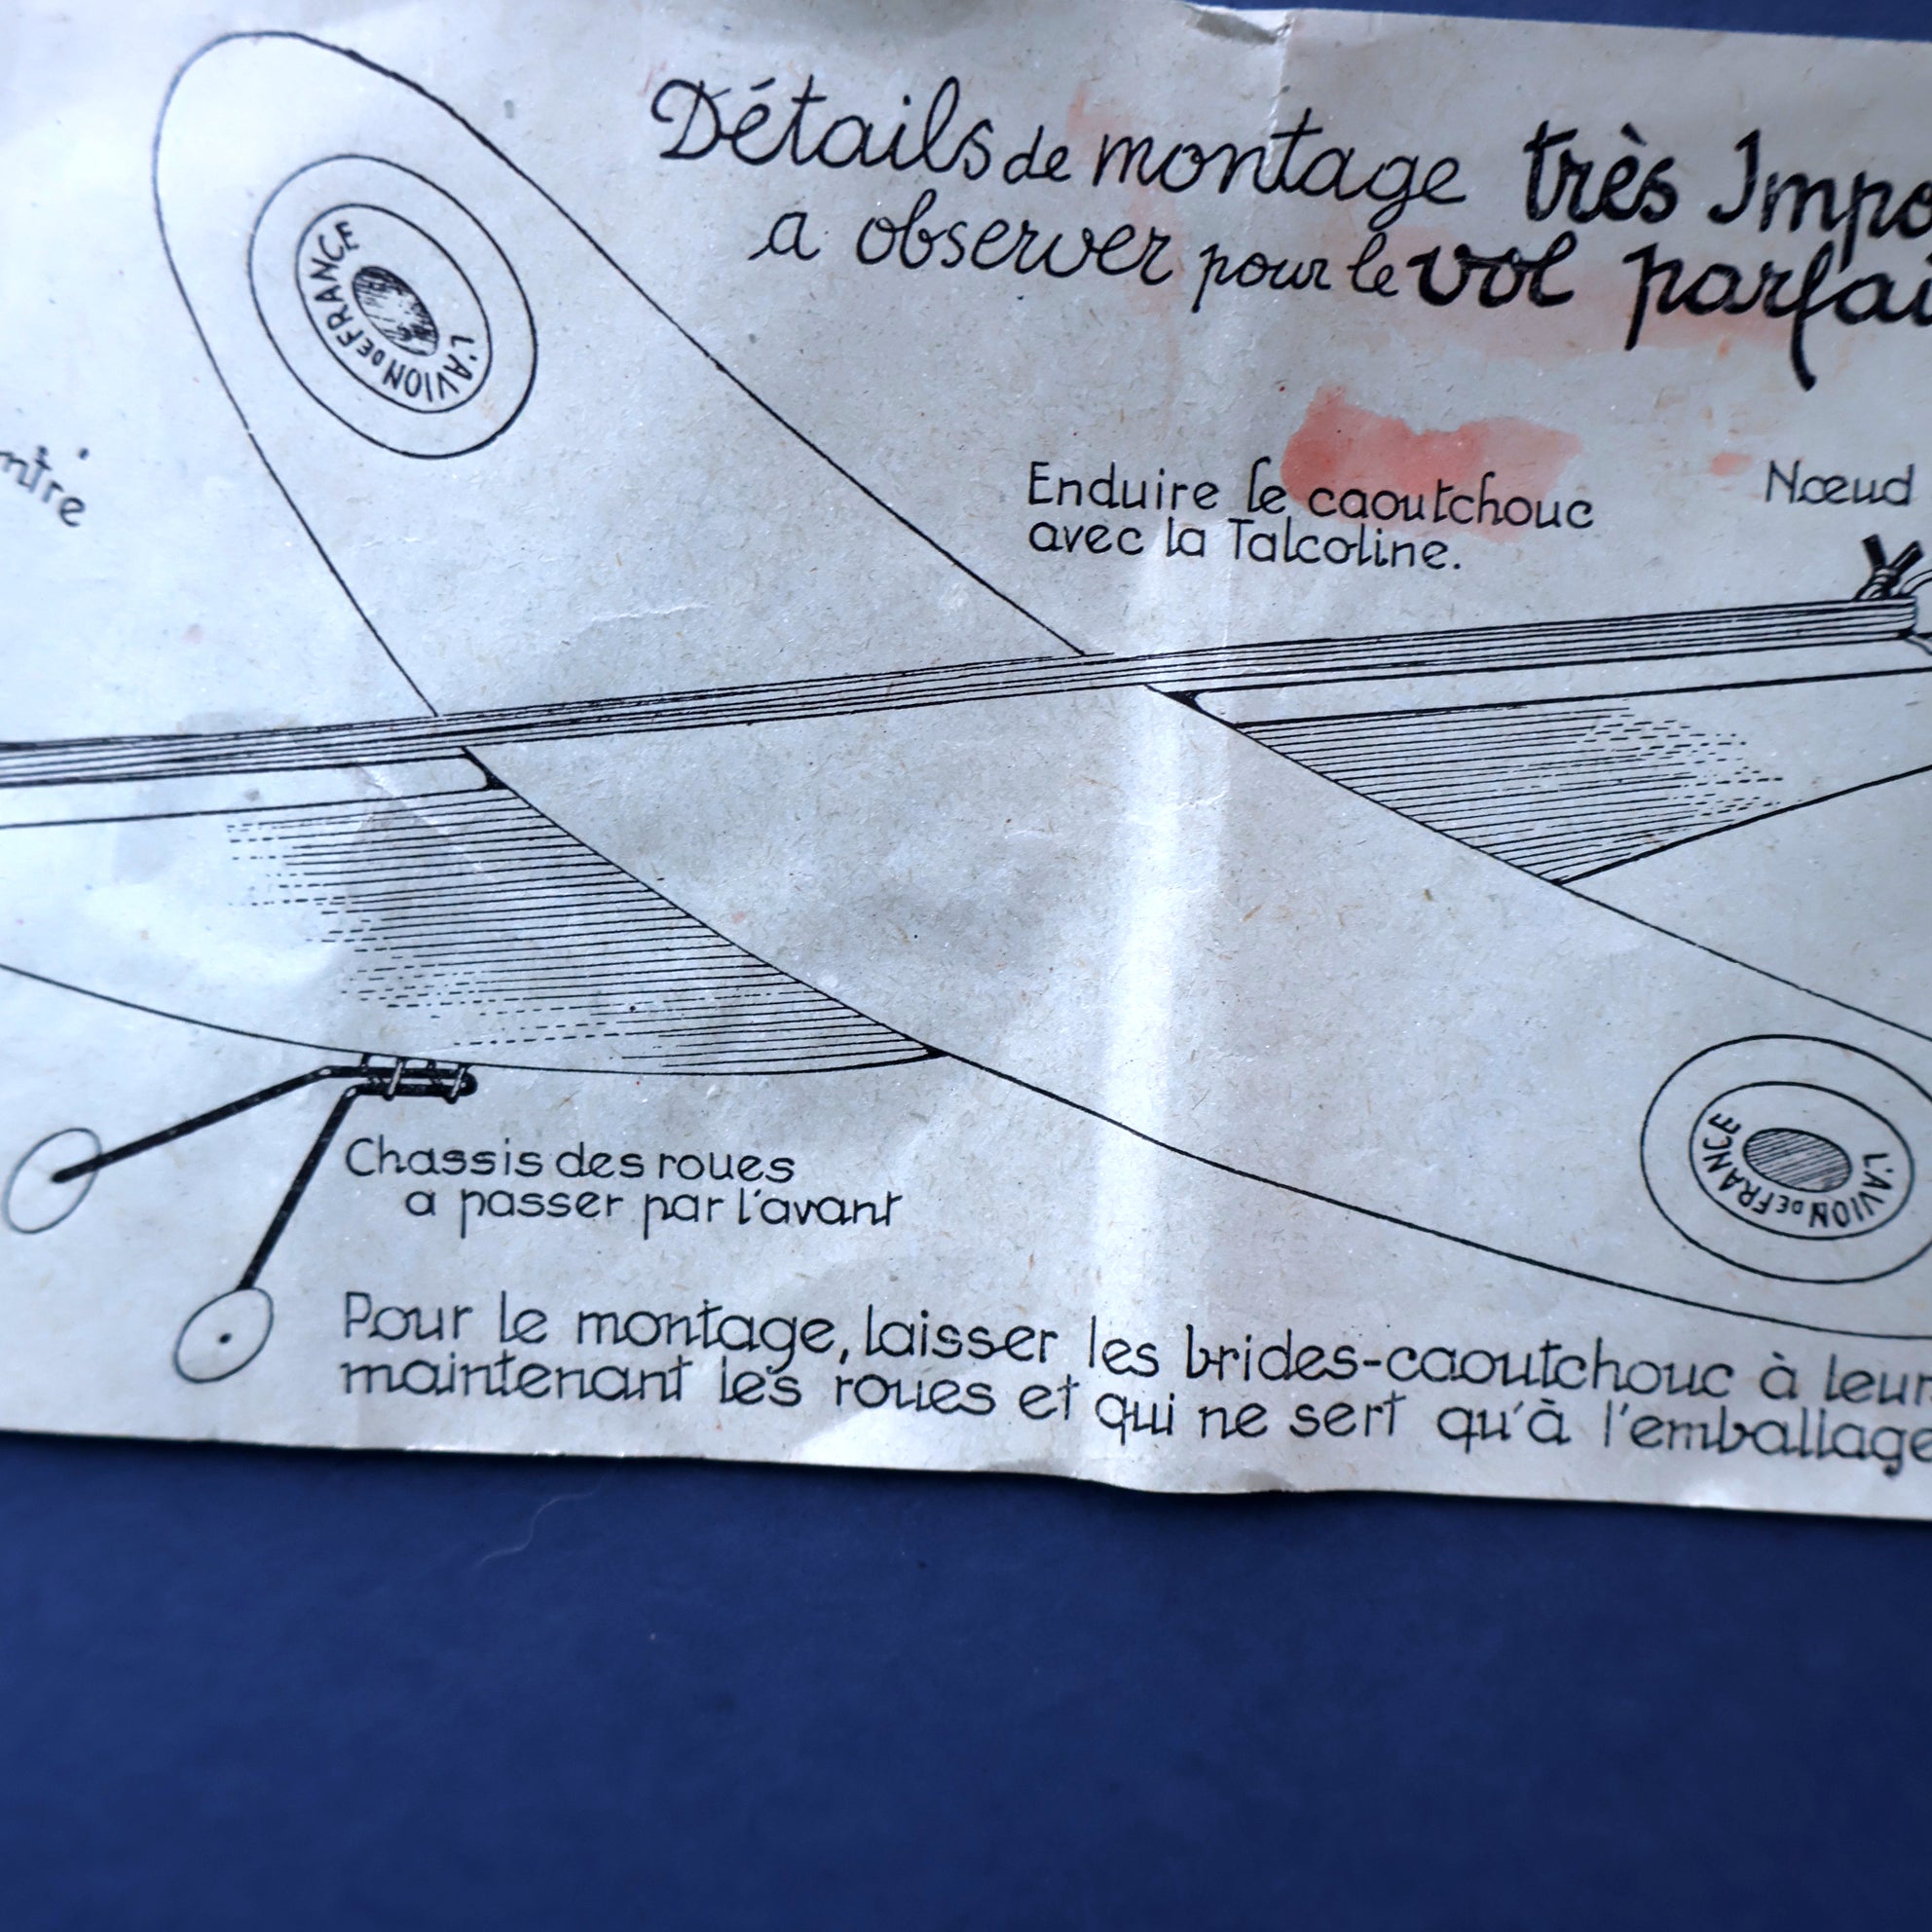 Détails de montage très Impo
a observer pour le vol parfai
L'AVION DE FRANCE
ntré
Enduire le caoutchouc
avec la Talcoline.
Nœud
Chassis des roues
a passer par l'avant
L'AVION DE FRANCE
Pour le montage, laisser les brides-caoutchouc à leur
maintenant les roues et qui ne sert qu'à l'emballage